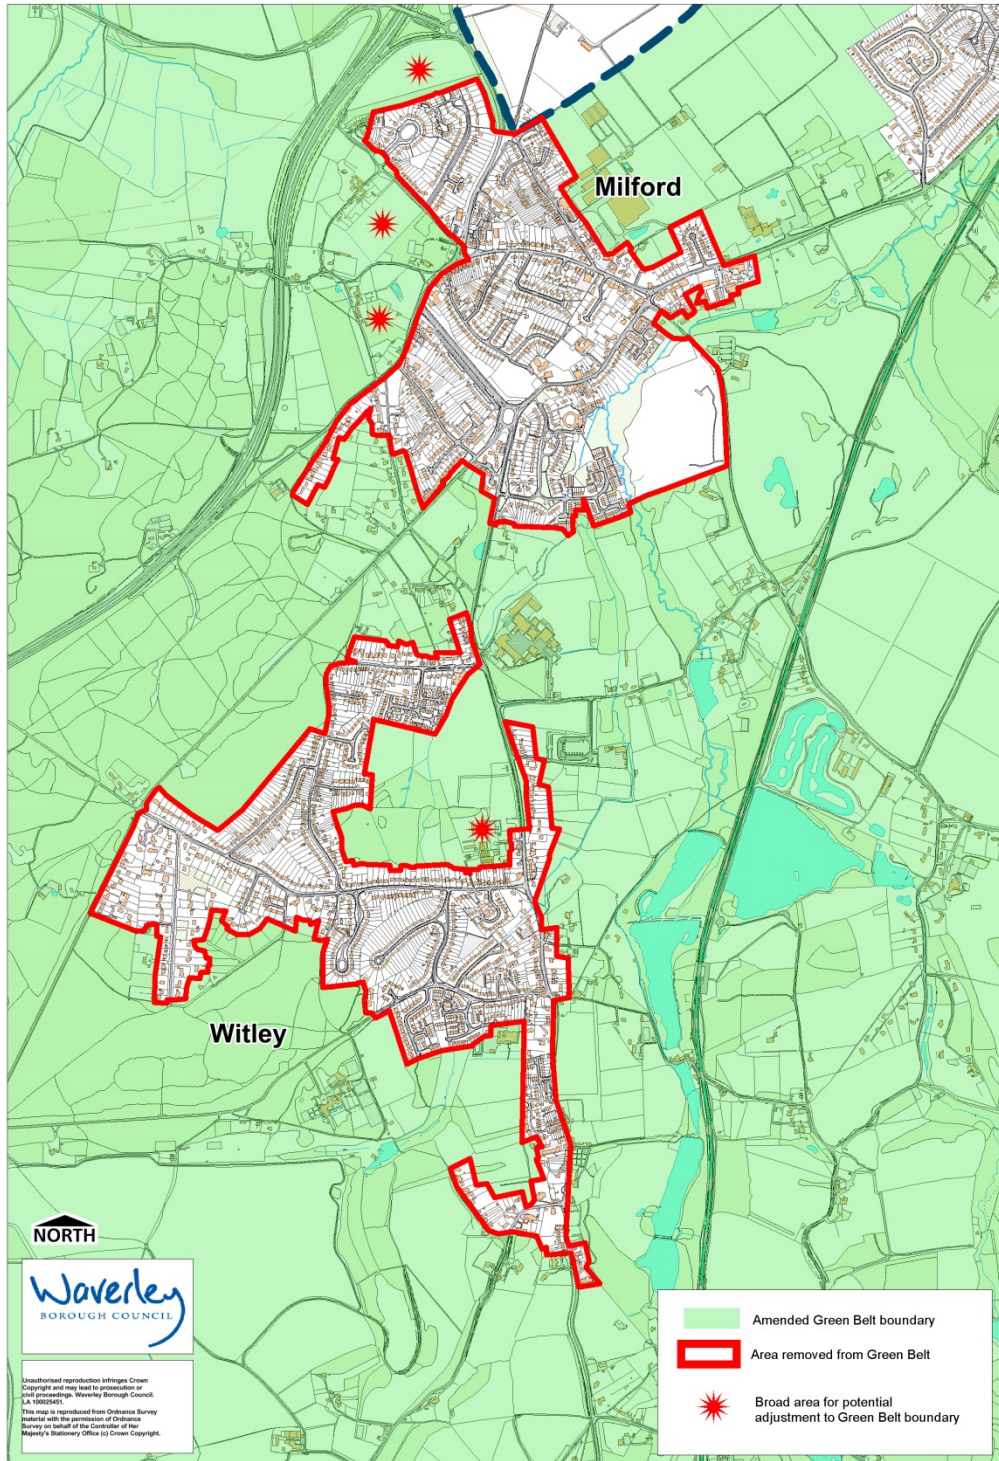 Milford
Witley
NORTH
Waverley
BOROUGH COUNCIL
Unauthorised reproduction infringes Crown
Copyright and may lead to prosecution or
civil proceedings. Waverley Borough Council.
LA 100025451.
This map is reproduced from Ordnance Survey
material with the permission of Ordnance
Survey on behalf of the Controller of Her
Majesty's Stationery Office (c) Crown Copyright.
Amended Green Belt boundary
Area removed from Green Belt
Broad area for potential
adjustment to Green Belt boundary